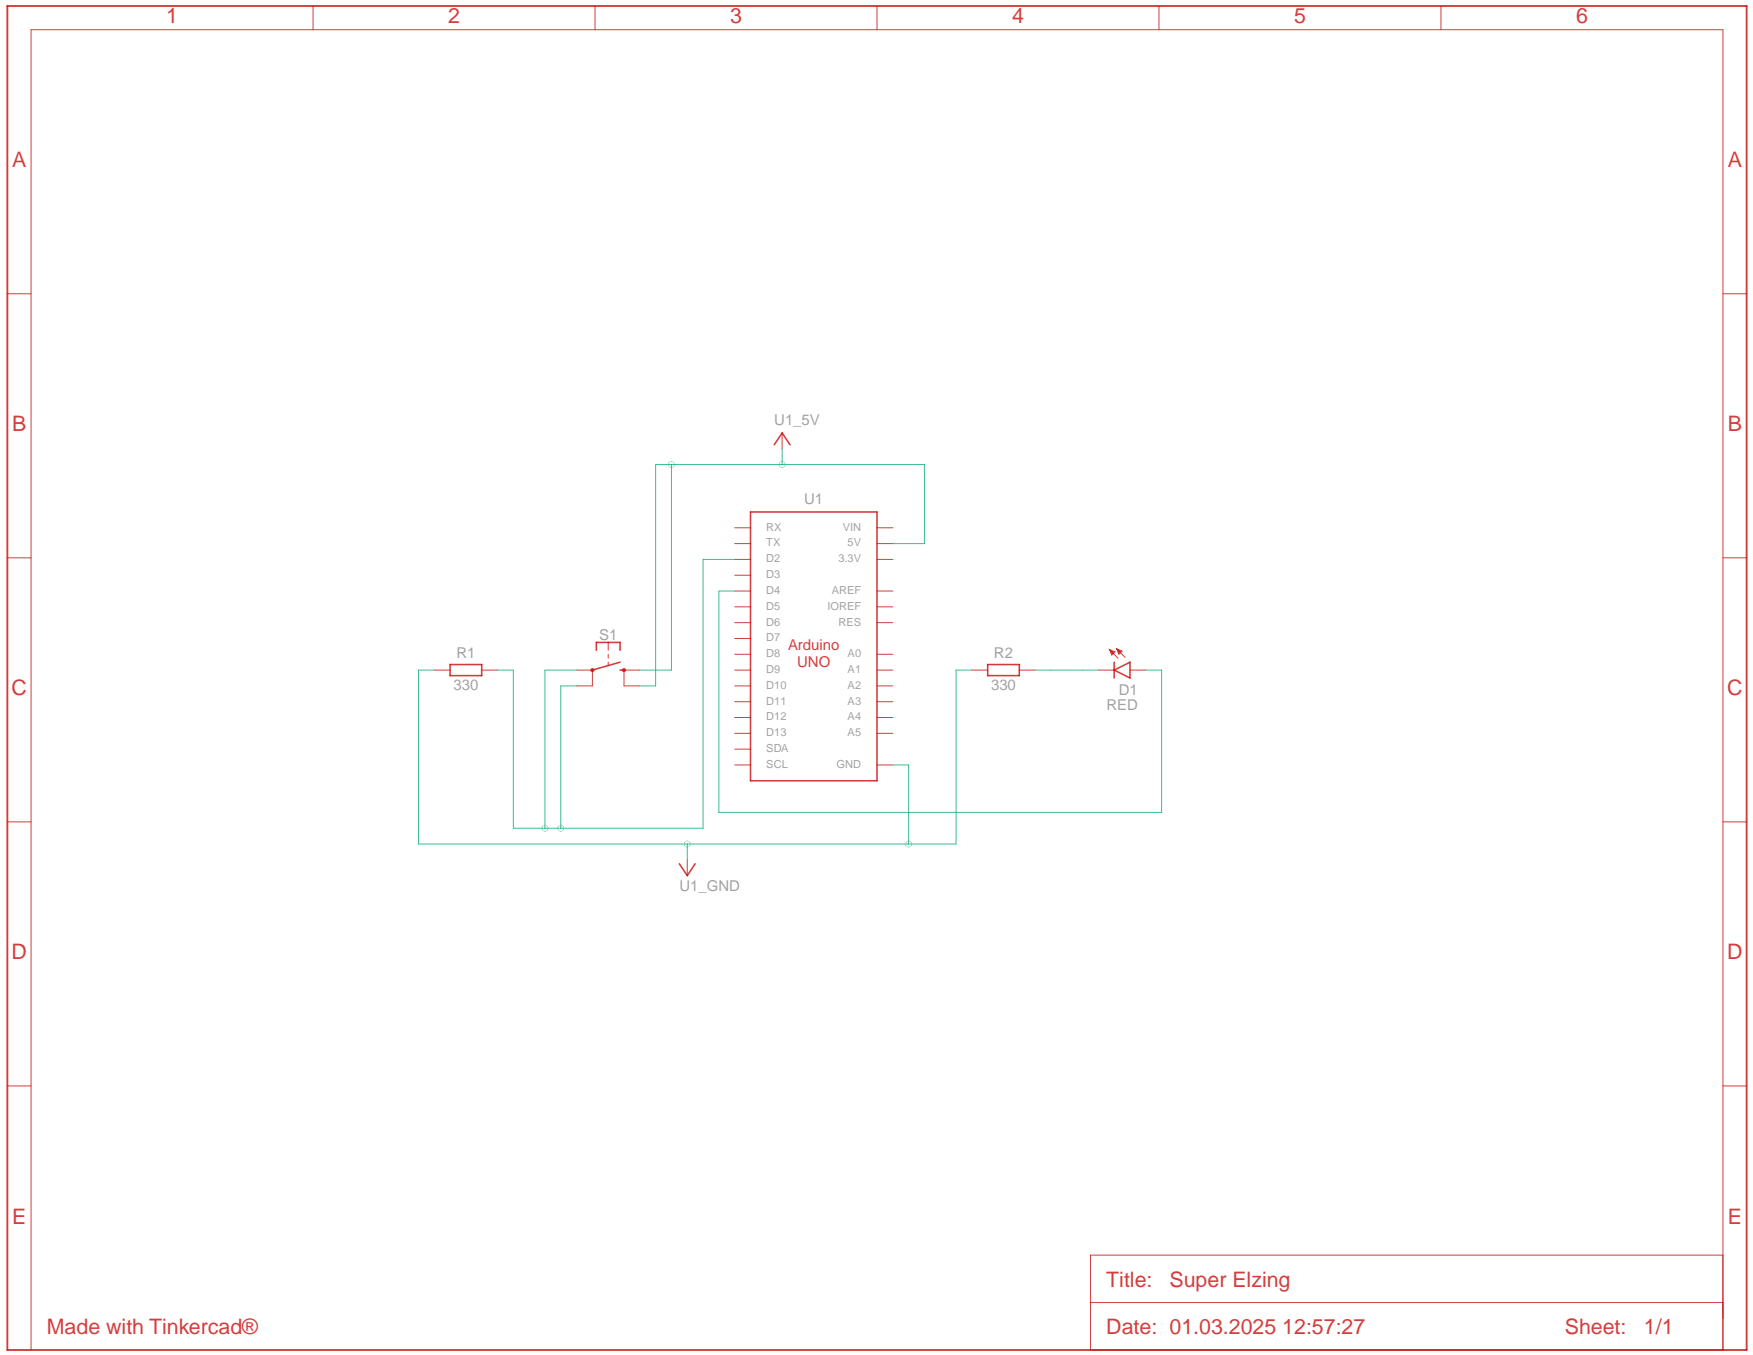 1 2 3 4 5 6
A A
B B
U1_5V
U1
RX VIN
TX 5V
D2 3.3V
D3
D4 AREF
D5 IOREF
D6 RES
D7
S1
Arduino
UNO
D8 A0
D9 A1
D10 A2
D11 A3
D12 A4
D13 A5
SDA
SCL GND
R1
330
R2
330
D1
RED
C C
U1_GND
D D
E E
Title: Super Elzing
Date: 01.03.2025 12:57:27 Sheet: 1/1
Made with Tinkercad®